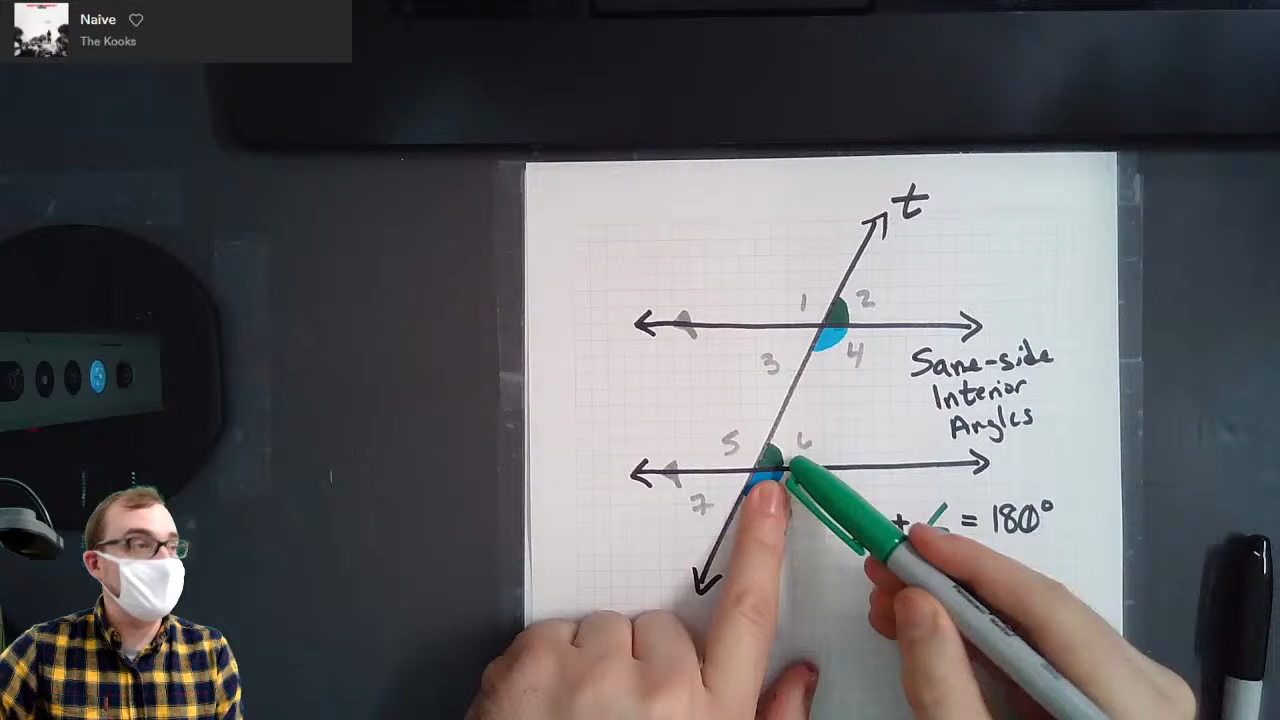 Naive
The Kooks
t
1
2
3
4
Same-side
Interior
Angles
5
6
7
+ = 180°